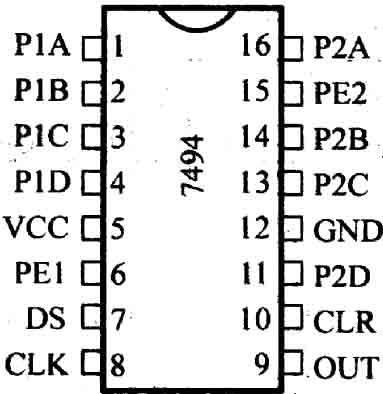 P1A 1 16 P2A
P1B 2 15 PE2
P1C 3 14 P2B
P1D 4 13 P2C
VCC 5 12 GND
PE1 6 11 P2D
DS 7 10 CLR
CLK 8 9 OUT
7494